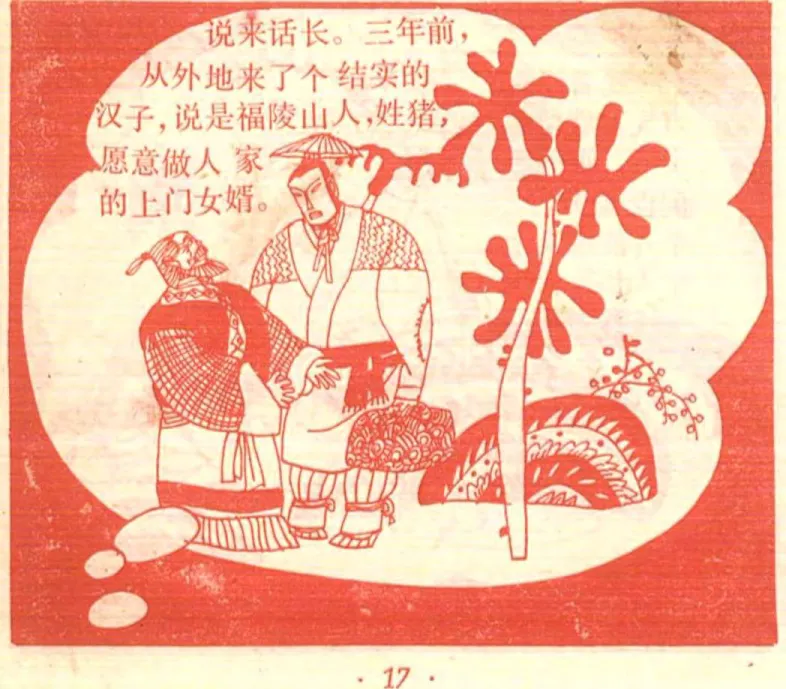 说来话长。三年前，
从外地来了个结实的
汉子，说是福陵山人，姓猪，
愿意做人家
的上门女婿。
· 17 ·